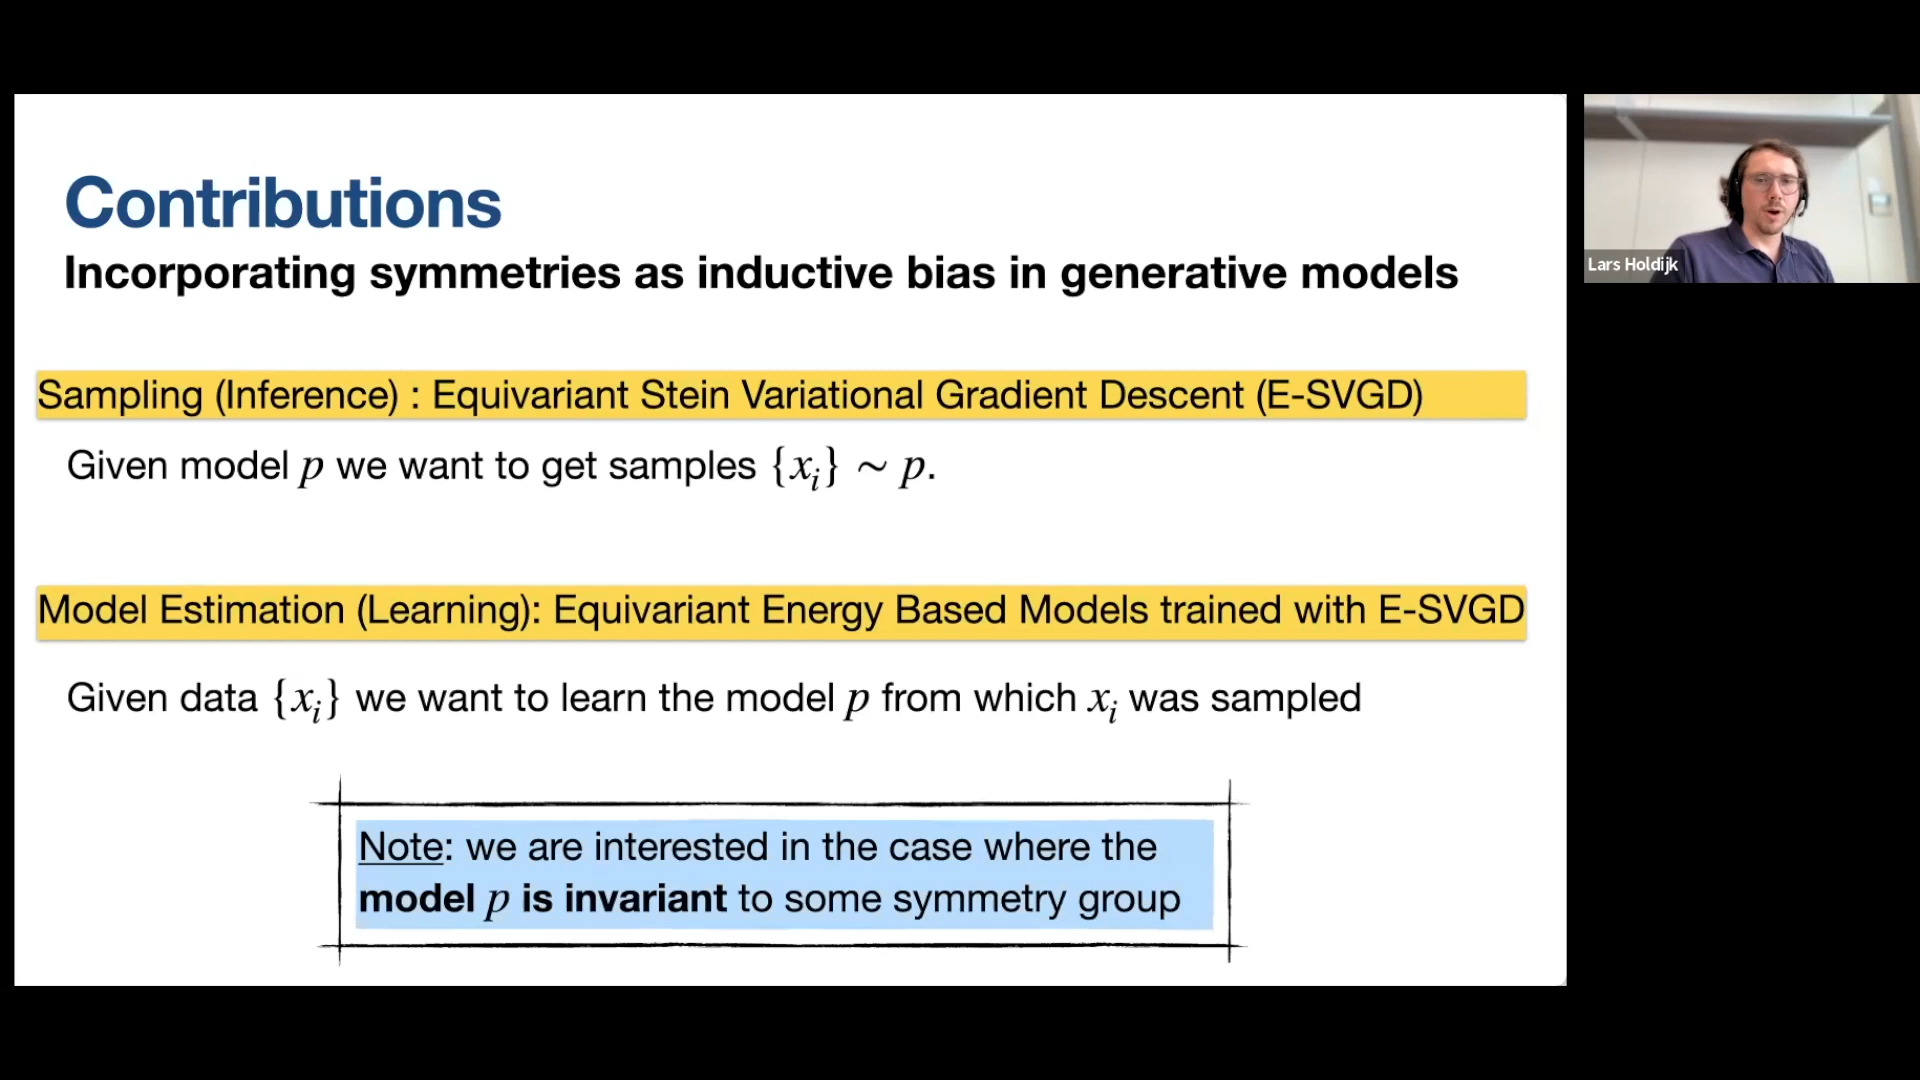 Contributions
Incorporating symmetries as inductive bias in generative models
Sampling (Inference) : Equivariant Stein Variational Gradient Descent (E-SVGD)
Given model p we want to get samples {xᵢ} ~ p.
Model Estimation (Learning): Equivariant Energy Based Models trained with E-SVGD
Given data {xᵢ} we want to learn the model p from which xᵢ was sampled
Note: we are interested in the case where the
model p is invariant to some symmetry group
Lars Holdijk